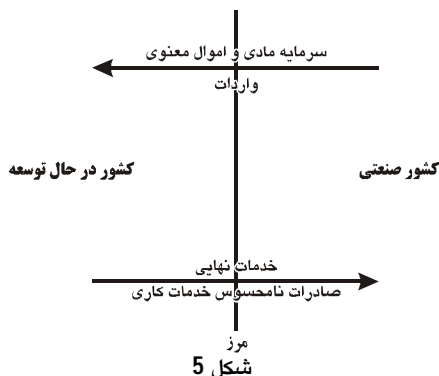 سرمایه مادی و اموال معنوی
واردات
کشور صنعتی
کشور در حال توسعه
خدمات نهایی
صادرات نامحسوس خدمات کاری
مرز
شکل 5